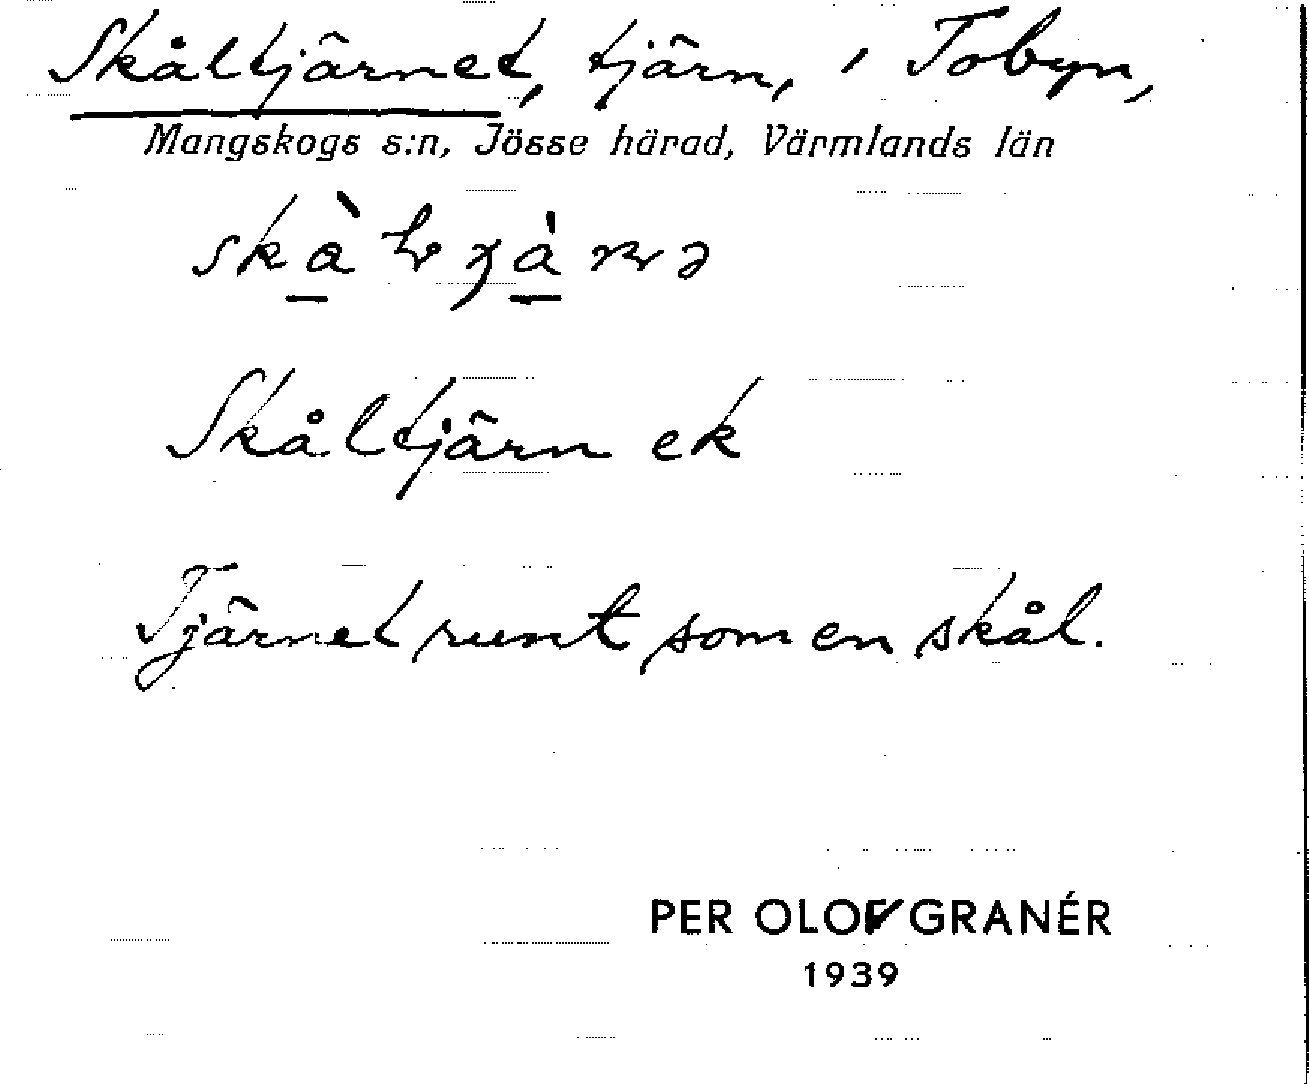 Skåltjärnet, tjärn, i Tobyn,
Mangskogs s:n, Jösse härad, Värmlands län
Skåltjärn ek
Tjärnet runt som en skål.
PER OLOF GRANÉR
1939